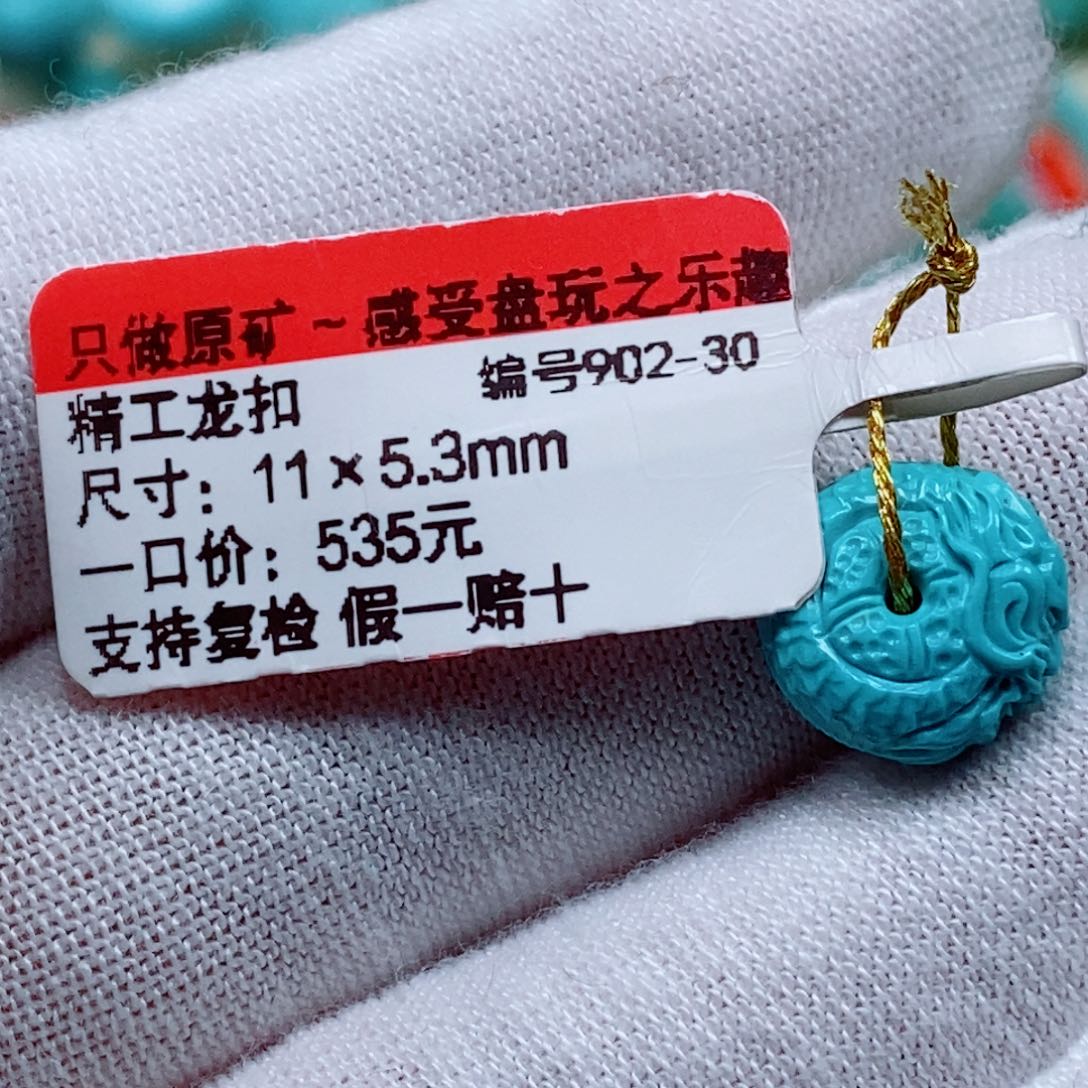 只做原矿~感受盘玩之乐趣
编号902-30
精工龙扣
尺寸：11×5.3mm
一口价：535元
支持复检 假一赔十